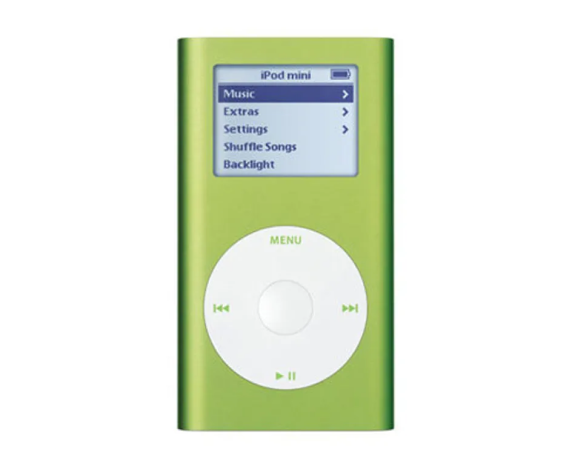 iPod mini
Music
Extras
Settings
Shuffle Songs
Backlight
MENU